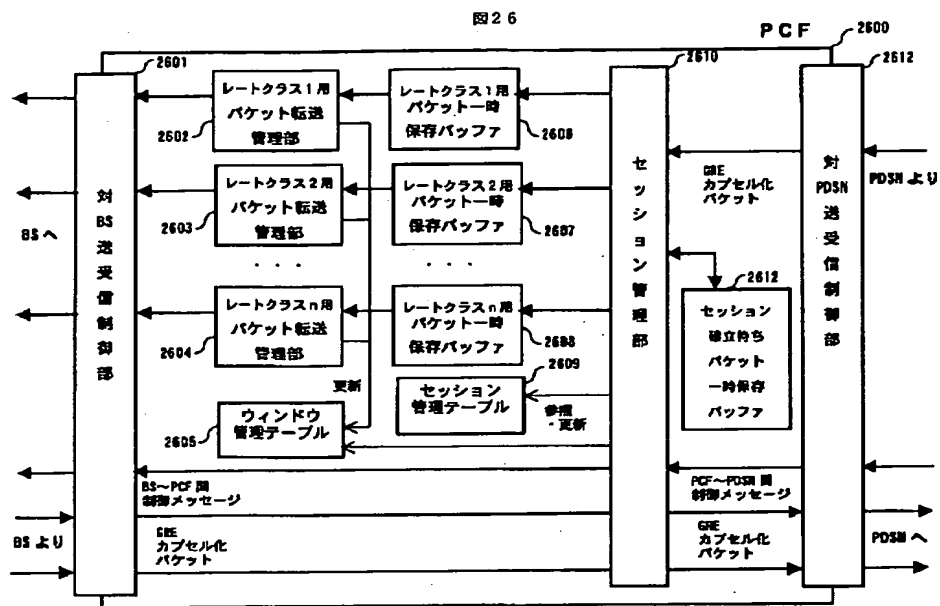 図26
PCF
2600
2601
2610
2612
レートクラス1用
パケット転送
管理部
2602
レートクラス1用
パケット一時
保存バッファ
2606
レートクラス2用
パケット転送
管理部
2603
レートクラス2用
パケット一時
保存バッファ
2607
・・・
・・・
レートクラスn用
パケット転送
管理部
2604
レートクラスn用
パケット一時
保存バッファ
2608
対BS送受信制御部
セッション管理部
対PDSN送受信制御部
BSへ
PDSNより
GRE
カプセル化
パケット
2612
セッション
確立待ち
パケット
一時保存
バッファ
更新
2609
セッション
管理テーブル
参照
・更新
ウィンドウ
管理テーブル
2605
BS～PCF間
制御メッセージ
PCF～PDSN間
制御メッセージ
BSより
GRE
カプセル化
パケット
GRE
カプセル化
パケット
PDSNへ